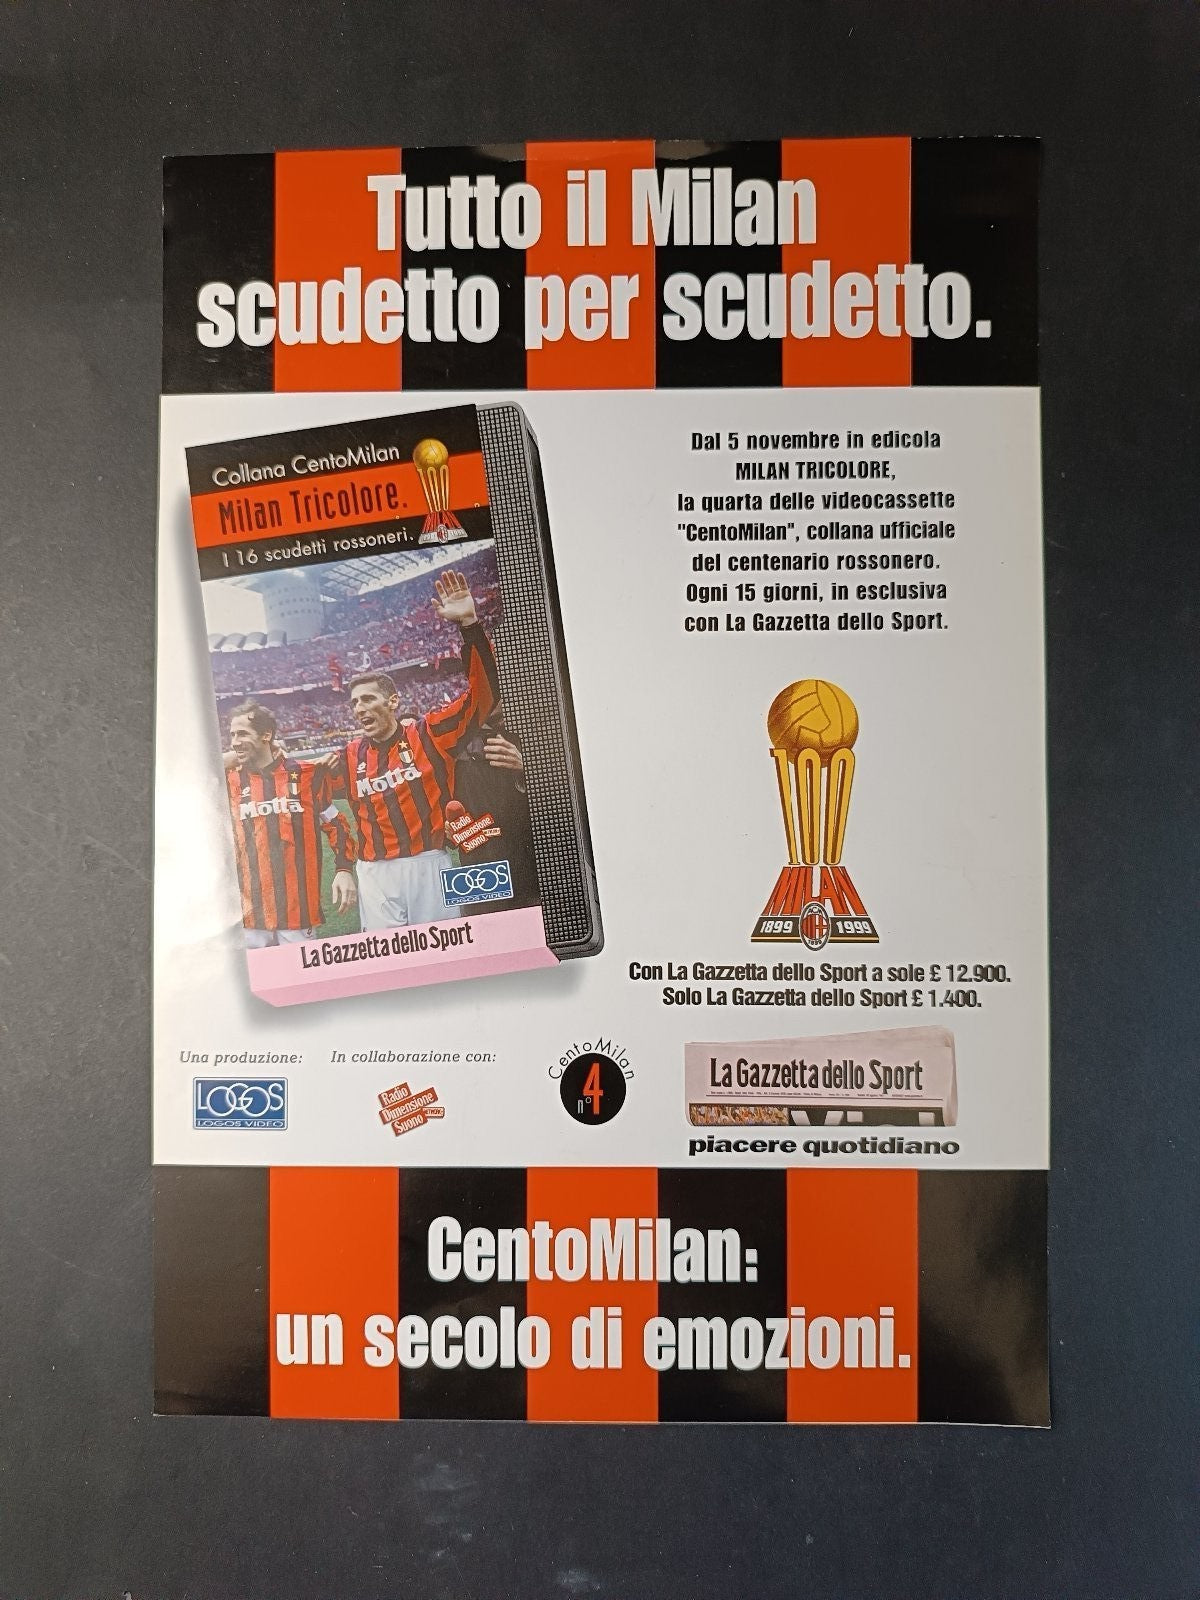 Tutto il Milan
scudetto per scudetto.
Collana CentoMilan
Milan Tricolore.
I 16 scudetti rossoneri.
100
MILAN
Motta
Motta
Radio
Dimensione
Suono
LOGOS
LOGOS VIDEO
La Gazzetta dello Sport
Dal 5 novembre in edicola
MILAN TRICOLORE,
la quarta delle videocassette
"CentoMilan", collana ufficiale
del centenario rossonero.
Ogni 15 giorni, in esclusiva
con La Gazzetta dello Sport.
100
MILAN
1899 1999
1899
Con La Gazzetta dello Sport a sole £ 12.900.
Solo La Gazzetta dello Sport £ 1.400.
Una produzione:
LOGOS
LOGOS VIDEO
In collaborazione con:
Radio
Dimensione
Suono NETWORK
CentoMilan
n° 4
La Gazzetta dello Sport
piacere quotidiano
CentoMilan:
un secolo di emozioni.